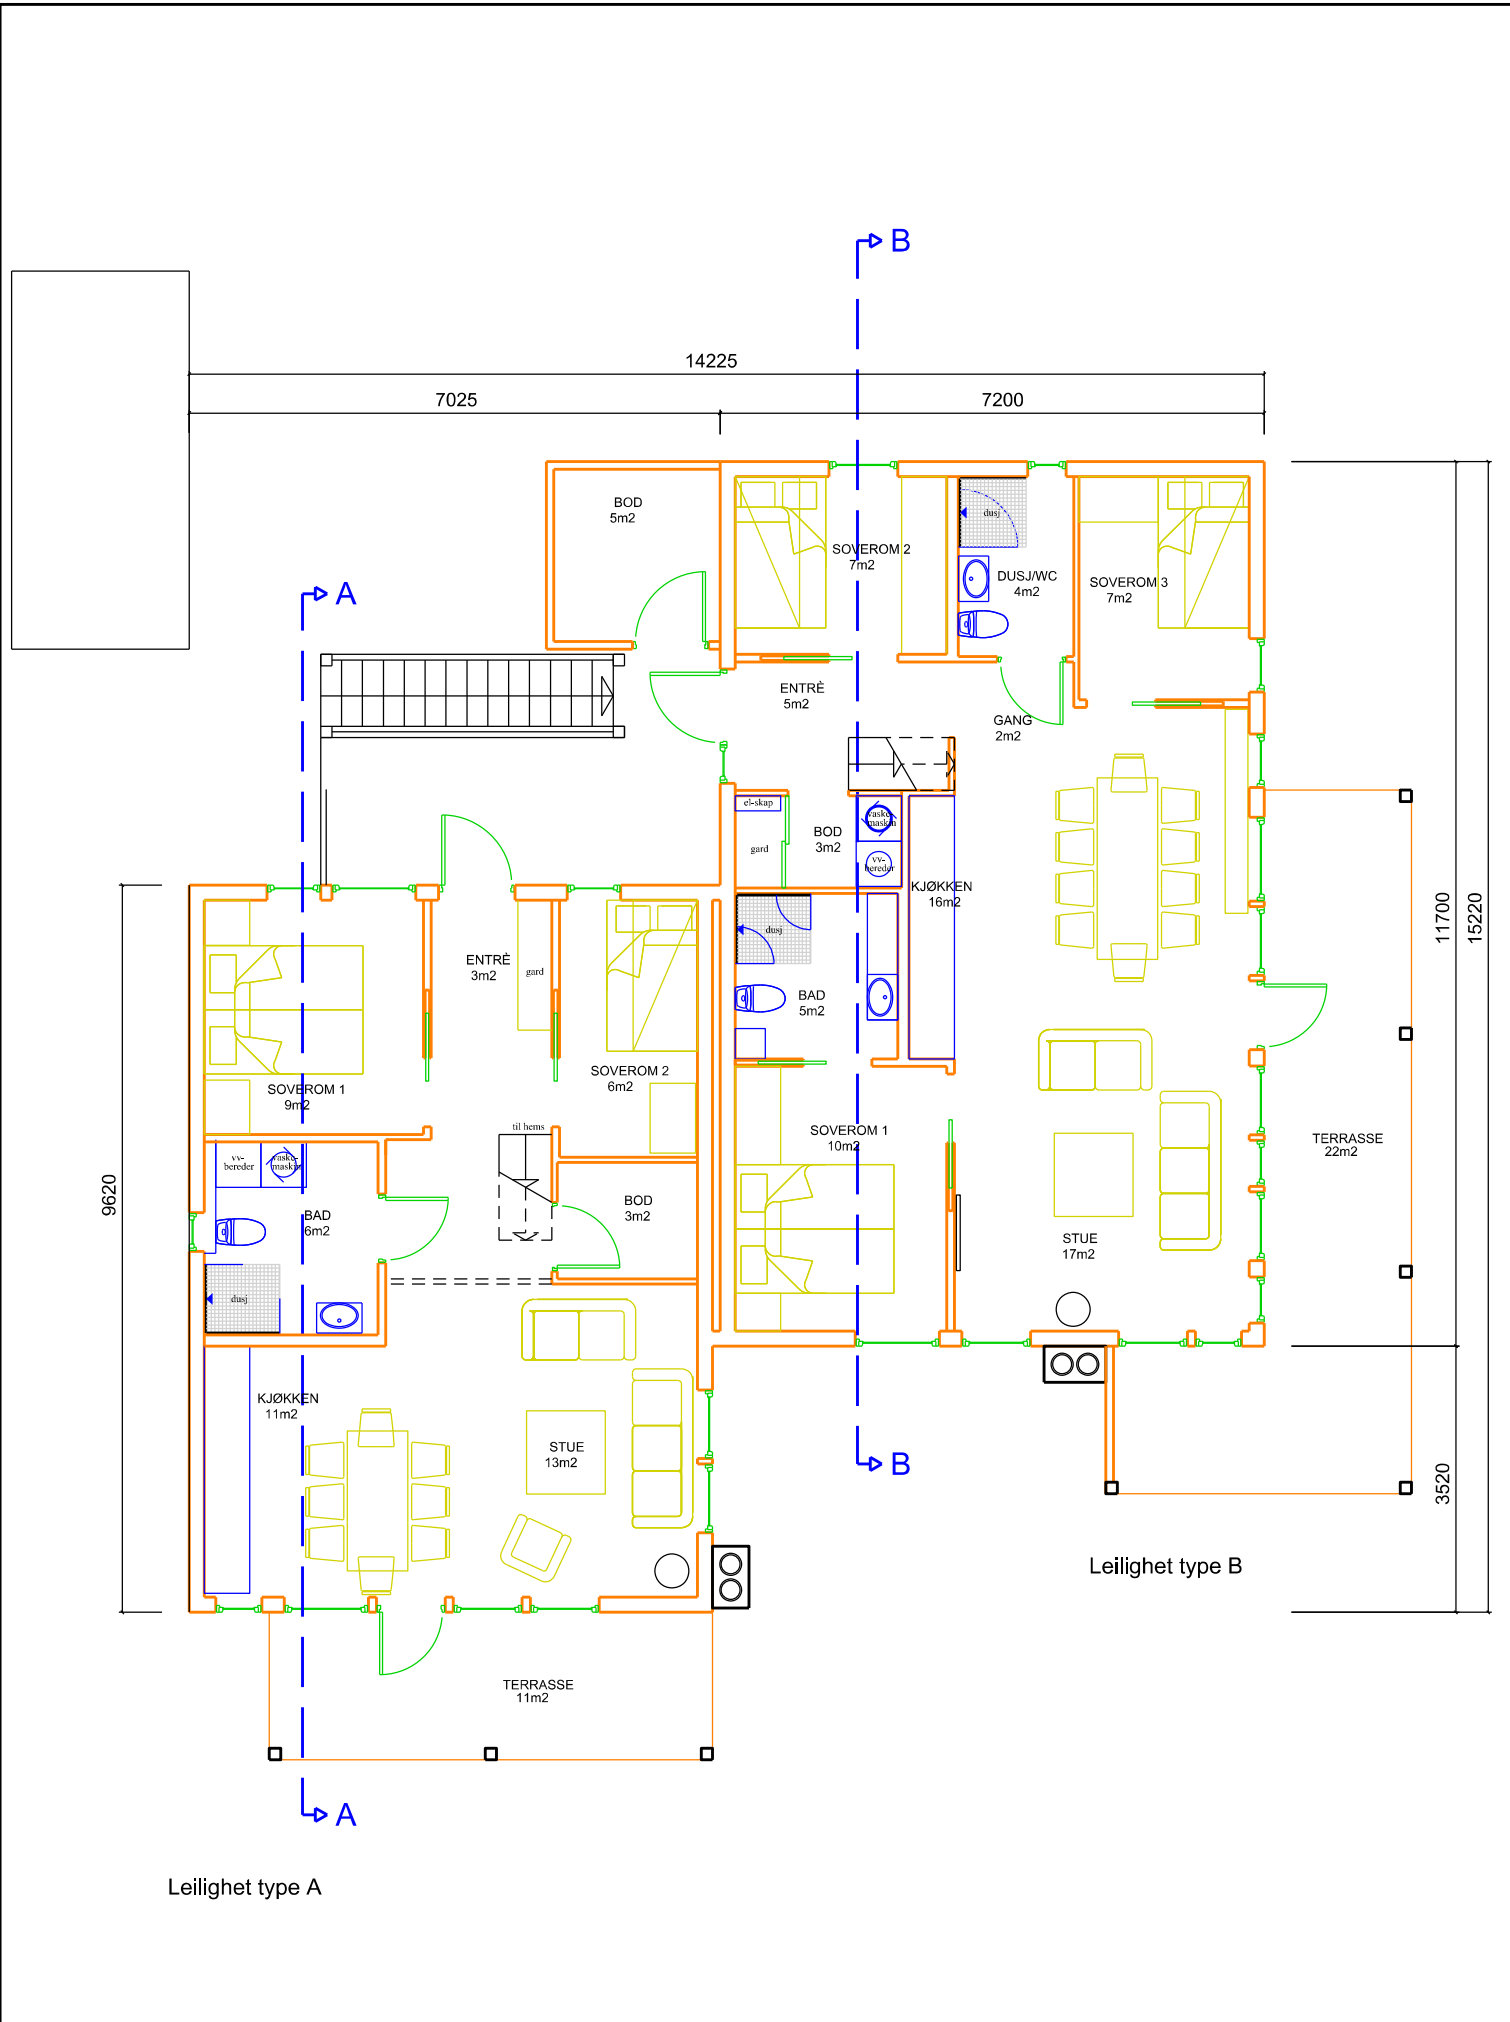 B
14225
7025
7200
BOD
5m2
SOVEROM 2
7m2
dusj
DUSJ/WC
4m2
SOVEROM 3
7m2
A
ENTRÈ
5m2
GANG
2m2
el-skap
gard
BOD
3m2
vaske-
maskin
vv-
bereder
KJØKKEN
16m2
11700
15220
ENTRÈ
3m2
gard
dusj
BAD
5m2
SOVEROM 1
9m2
SOVEROM 2
6m2
til hems
SOVEROM 1
10m2
TERRASSE
22m2
9620
vv-
bereder
vaske-
maskin
BAD
6m2
BOD
3m2
STUE
17m2
dusj
KJØKKEN
11m2
STUE
13m2
B
3520
Leilighet type B
TERRASSE
11m2
A
Leilighet type A